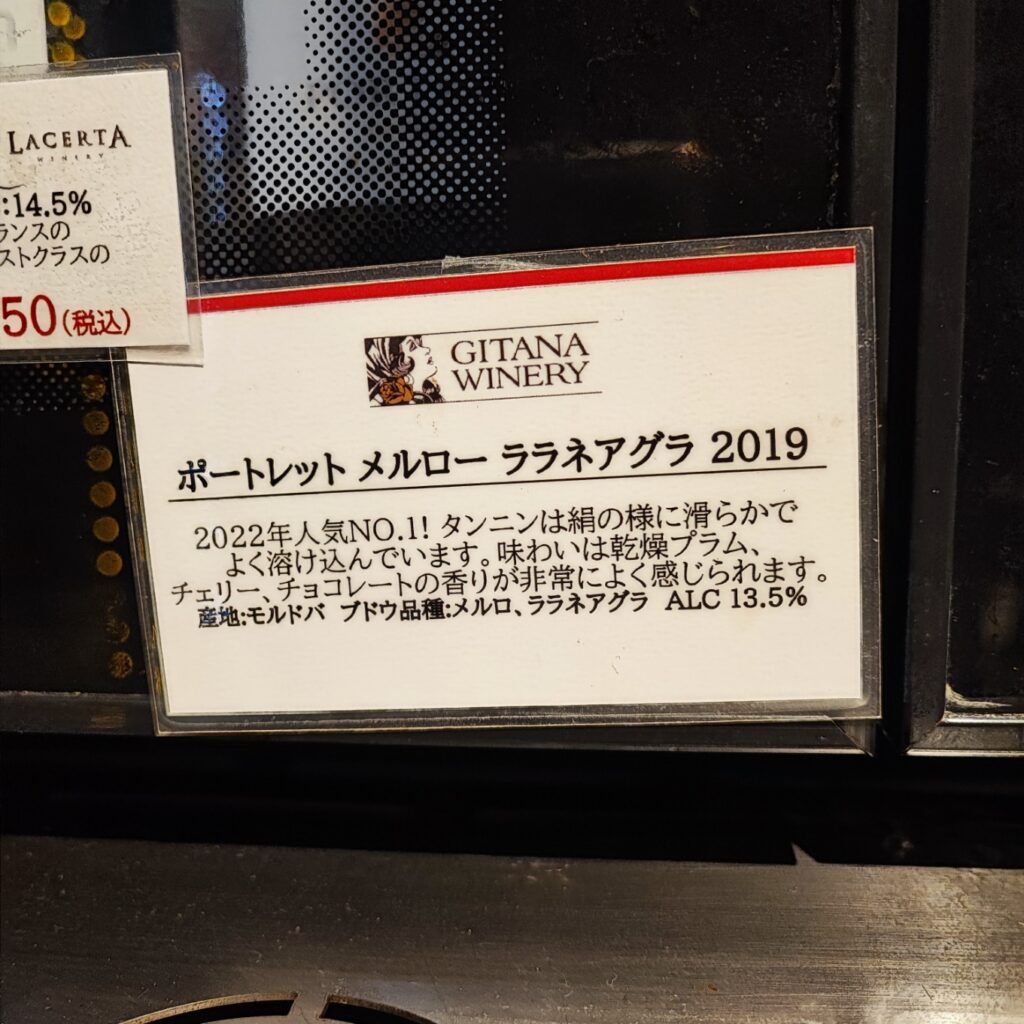 LACERTA
WINERY
:14.5%
ランスの
ストクラスの
50(税込)
GITANA
WINERY
ポートレット メルロー ララネアグラ 2019
2022年人気NO.1! タンニンは絹の様に滑らかで
よく溶け込んでいます。味わいは乾燥プラム、
チェリー、チョコレートの香りが非常によく感じられます。
産地:モルドバ ブドウ品種:メルロ、ララネアグラ ALC 13.5%